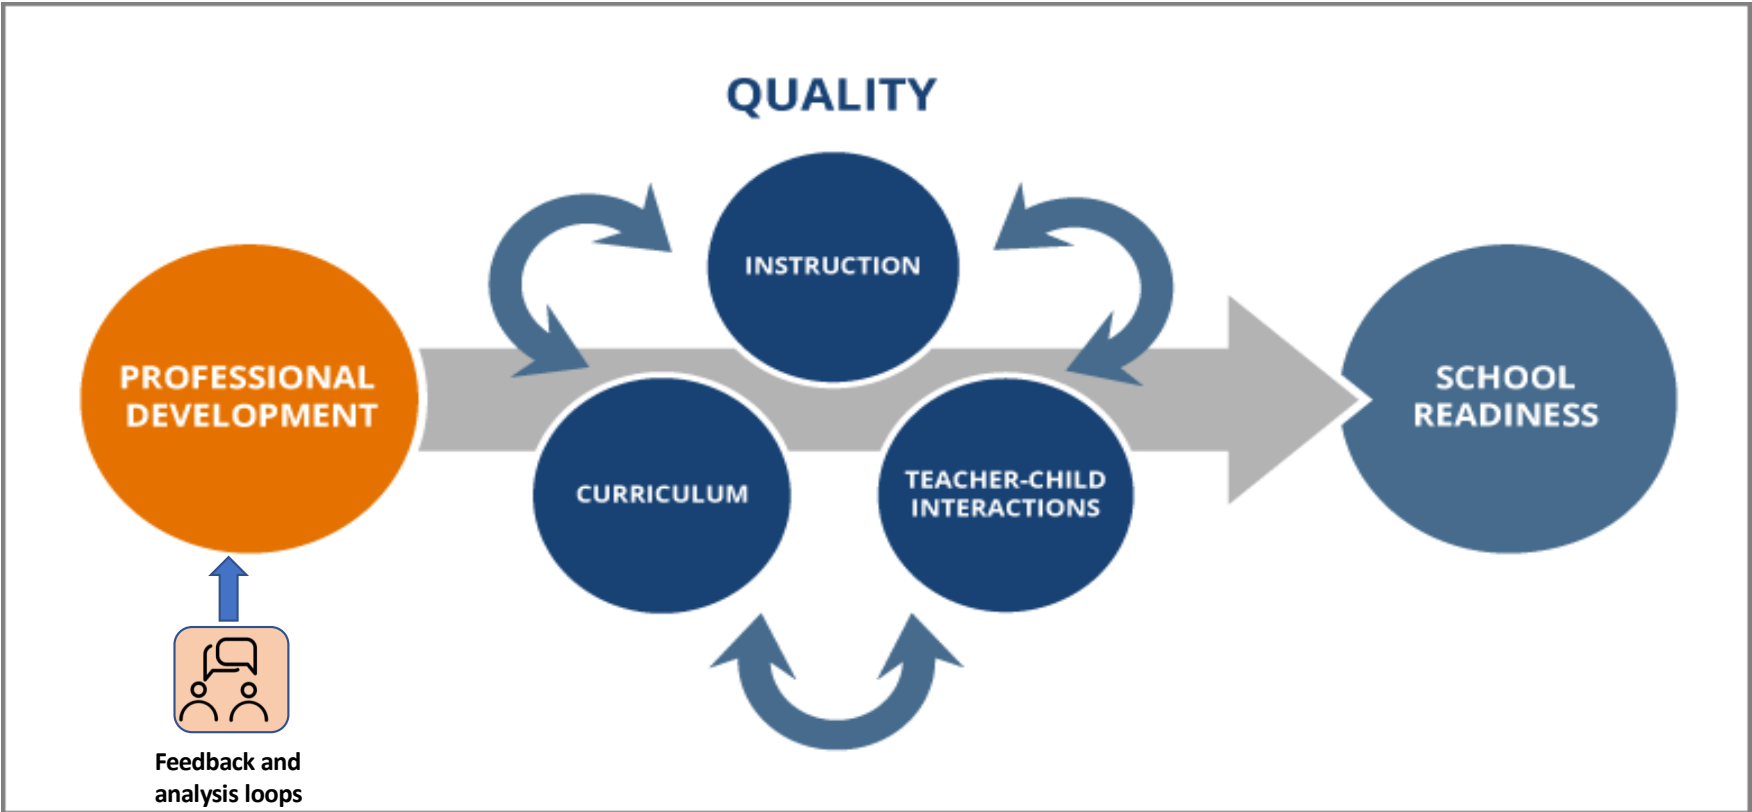 QUALITY
INSTRUCTION
PROFESSIONAL
DEVELOPMENT
SCHOOL
READINESS
CURRICULUM
TEACHER-CHILD
INTERACTIONS
Feedback and
analysis loops